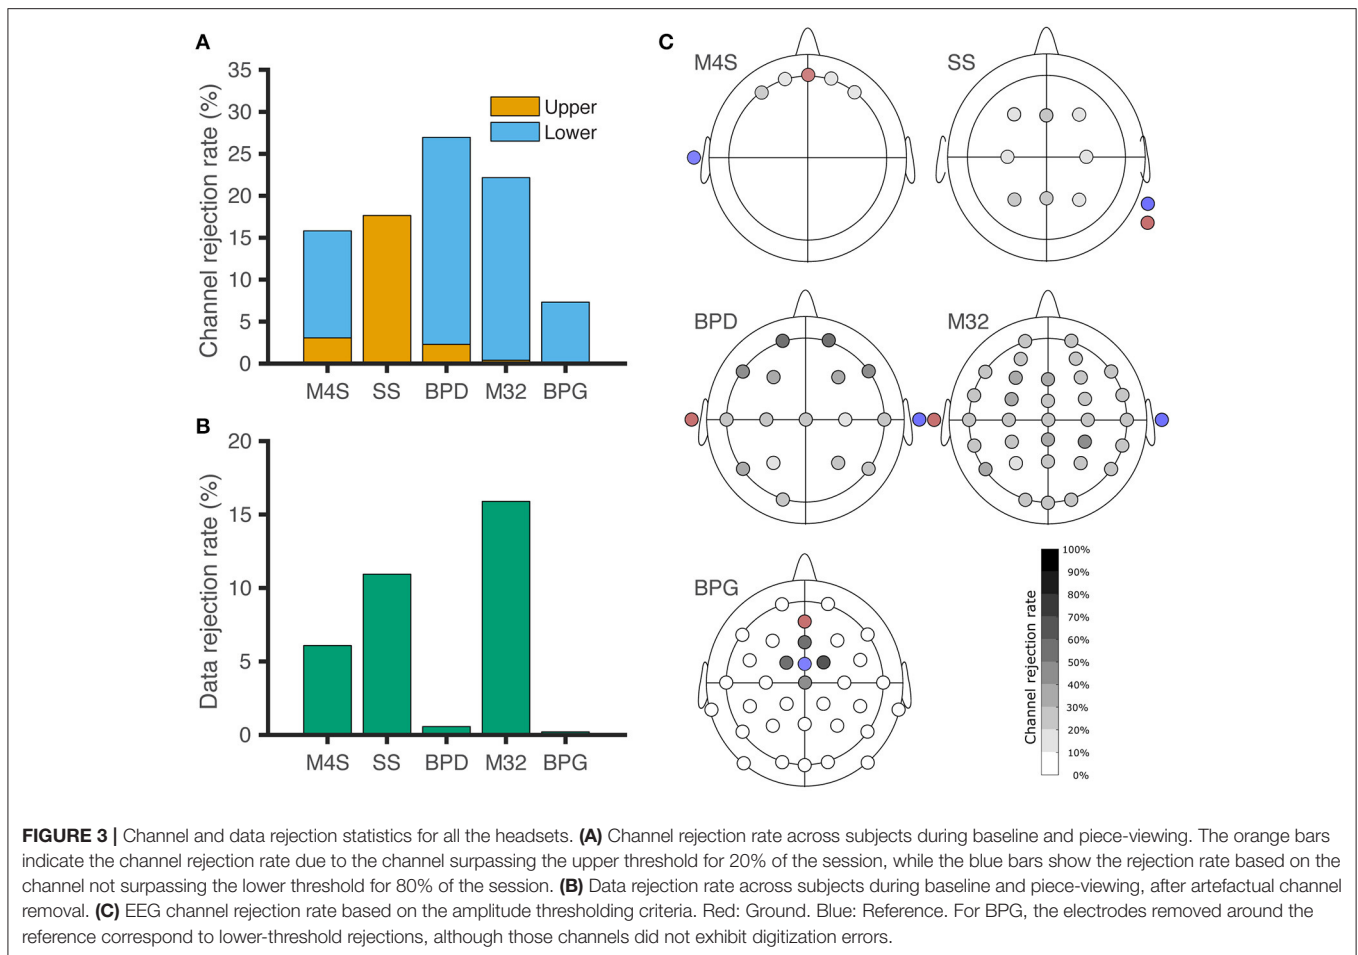 A
Channel rejection rate (%)
35
30
25
20
15
10
5
0
Upper
Lower
M4S SS BPD M32 BPG
B
Data rejection rate (%)
20
15
10
5
0
M4S SS BPD M32 BPG
C
M4S
SS
BPD
M32
BPG
Channel rejection rate
100%
90%
80%
70%
60%
50%
40%
30%
20%
10%
0%
FIGURE 3 | Channel and data rejection statistics for all the headsets. (A) Channel rejection rate across subjects during baseline and piece-viewing. The orange bars
indicate the channel rejection rate due to the channel surpassing the upper threshold for 20% of the session, while the blue bars show the rejection rate based on the
channel not surpassing the lower threshold for 80% of the session. (B) Data rejection rate across subjects during baseline and piece-viewing, after artefactual channel
removal. (C) EEG channel rejection rate based on the amplitude thresholding criteria. Red: Ground. Blue: Reference. For BPG, the electrodes removed around the
reference correspond to lower-threshold rejections, although those channels did not exhibit digitization errors.